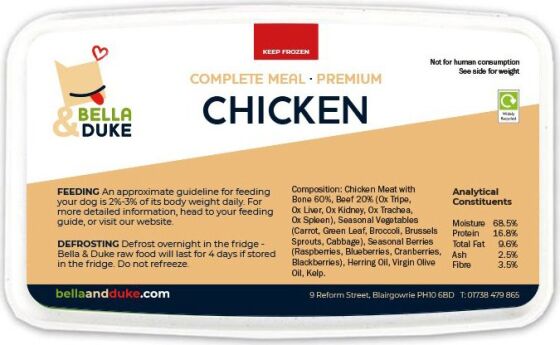 KEEP FROZEN
COMPLETE MEAL · PREMIUM
CHICKEN
Not for human consumption
See side for weight
BELLA
& DUKE
Widely
Recycled
FEEDING An approximate guideline for feeding
your dog is 2%-3% of its body weight daily. For
more detailed information, head to your feeding
guide, or visit our website.
DEFROSTING Defrost overnight in the fridge -
Bella & Duke raw food will last for 4 days if stored
in the fridge. Do not refreeze.
Composition: Chicken Meat with
Bone 60%, Beef 20% (Ox Tripe,
Ox Liver, Ox Kidney, Ox Trachea,
Ox Spleen), Seasonal Vegetables
(Carrot, Green Leaf, Broccoli, Brussels
Sprouts, Cabbage), Seasonal Berries
(Raspberries, Blueberries, Cranberries,
Blackberries), Herring Oil, Virgin Olive
Oil, Kelp.
Analytical
Constituents
Moisture 68.5%
Protein 16.8%
Total Fat 9.6%
Ash 2.5%
Fibre 3.5%
bellaandduke.com
9 Reform Street, Blairgowrie PH10 6BD T: 01738 479 865